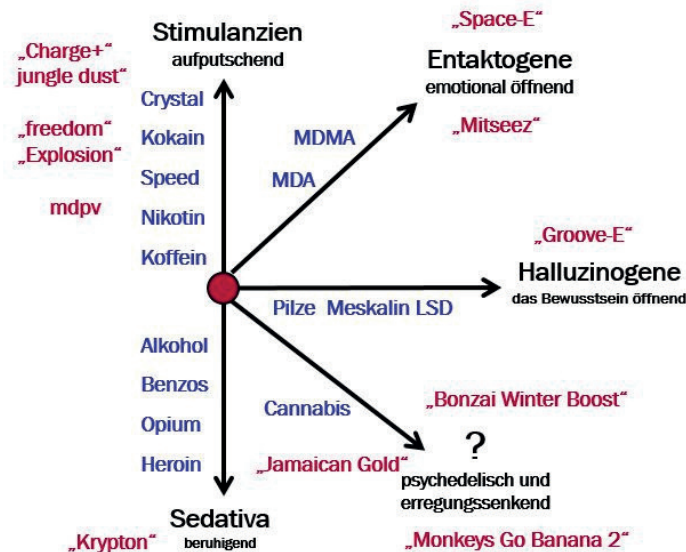 Stimulanzien
aufputschend
„Charge+“
jungle dust“
Crystal
„freedom“
„Explosion“
Kokain
Speed
mdpv
Nikotin
Koffein
„Space-E“
Entaktogene
emotional öffnend
„Mitseez“
MDMA
MDA
„Groove-E“
Halluzinogene
das Bewusstsein öffnend
Pilze Meskalin LSD
Alkohol
Benzos
Opium
Heroin
Cannabis
„Bonzai Winter Boost“
?
„Jamaican Gold“
psychedelisch und
erregungssenkend
„Monkeys Go Banana 2“
Sedativa
beruhigend
„Krypton“